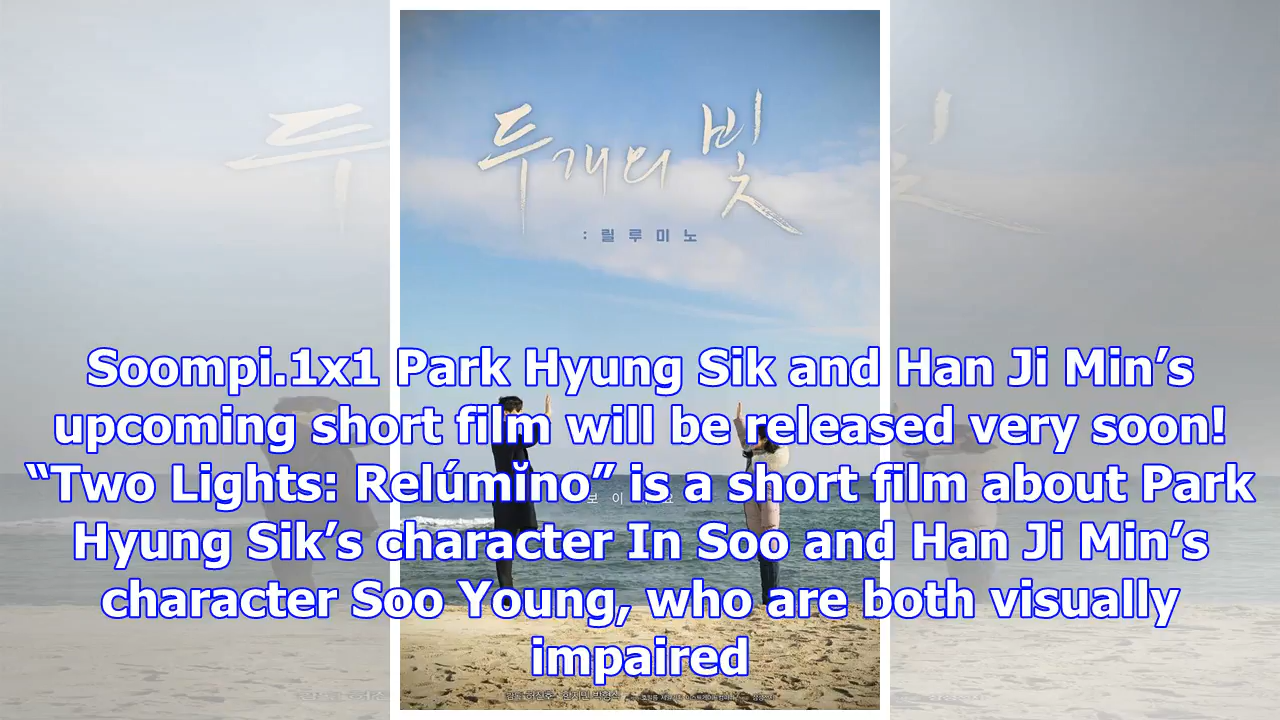 두개의 빛
: 릴루미노
Soompi.1x1 Park Hyung Sik and Han Ji Min’s
upcoming short film will be released very soon!
“Two Lights: Relúmĭno” is a short film about Park
Hyung Sik’s character In Soo and Han Ji Min’s
character Soo Young, who are both visually
impaired